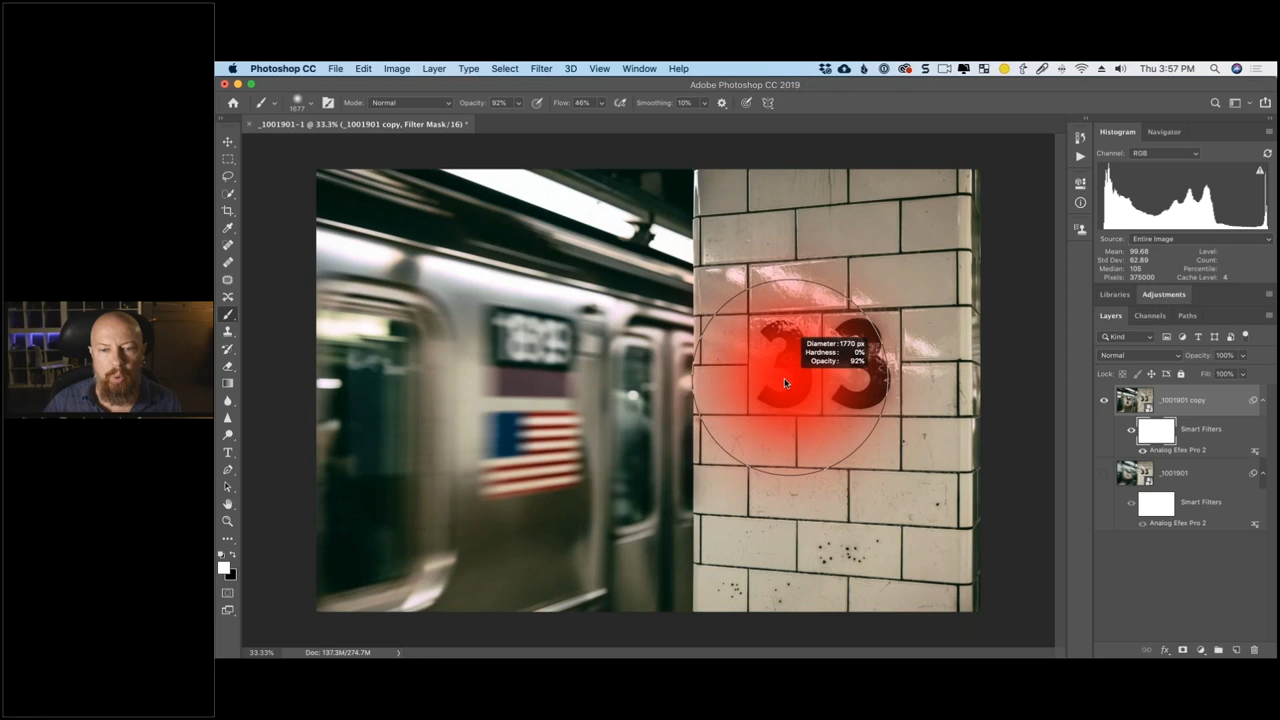 Photoshop CC File Edit Image Layer Type Select Filter 3D View Window Help Thu 3:57 PM
Adobe Photoshop CC 2019
1677 Mode: Normal Opacity: 92% Flow: 46% Smoothing: 10%
× _1001901-1 @ 33.3% (_1001901 copy, Filter Mask/16) *
Histogram Navigator
Channel: RGB
Source: Entire Image
Mean: 99.68 Level:
Std Dev: 62.89 Count:
Median: 105 Percentile:
Pixels: 375000 Cache Level: 4
Libraries Adjustments
Layers Channels Paths
Kind
Normal Opacity: 100%
Lock: Fill: 100%
_1001901 copy
Smart Filters
Analog Efex Pro 2
_1001901
Smart Filters
Analog Efex Pro 2
33
Diameter: 1770 px
Hardness: 0%
Opacity: 92%
33.33% Doc: 137.3M/274.7M